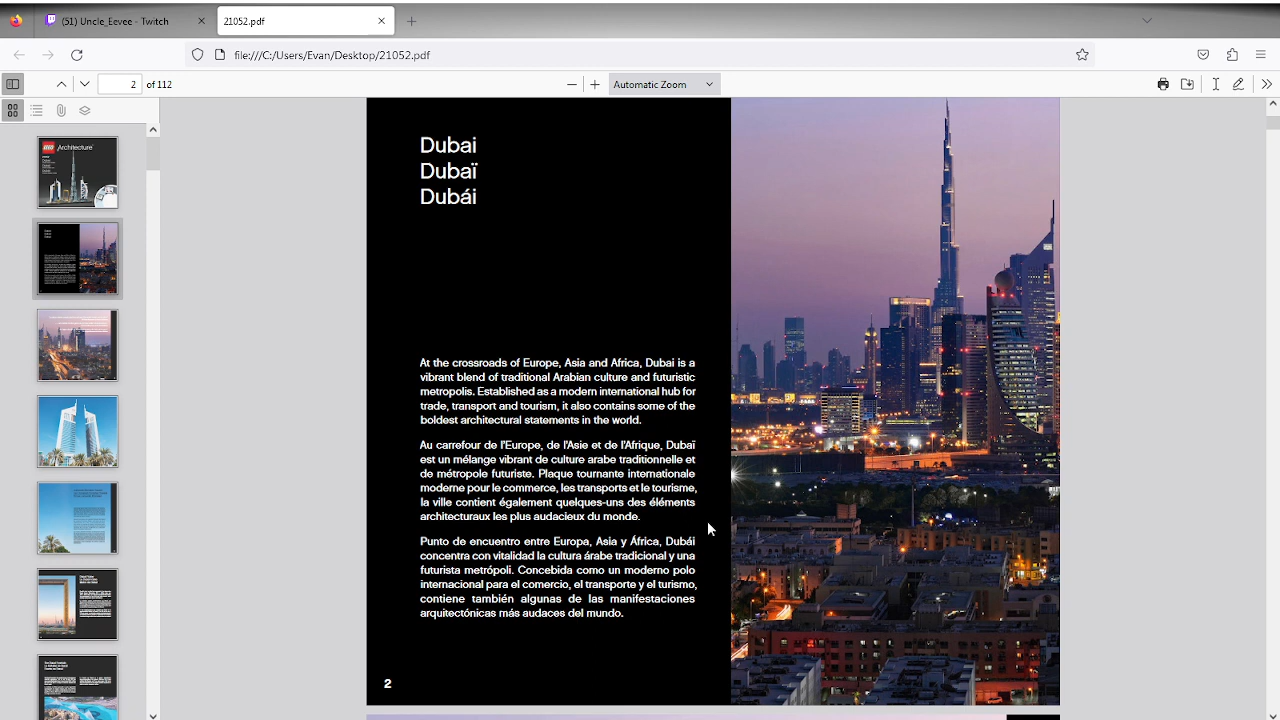 (51) Uncle_Eevee - Twitch
21052.pdf
file:///C:/Users/Evan/Desktop/21052.pdf
2 of 112
Automatic Zoom
LEGO Architecture
Dubai
Dubaï
Dubái
At the crossroads of Europe, Asia and Africa, Dubai is a
vibrant blend of traditional Arabian culture and futuristic
metropolis. Established as a modern international hub for
trade, transport and tourism, it also contains some of the
boldest architectural statements in the world.
Au carrefour de l'Europe, de l'Asie et de l'Afrique, Dubaï
est un mélange vibrant de culture arabe traditionnelle et
de métropole futuriste. Plaque tournante internationale
moderne pour le commerce, les transports et le tourisme,
la ville contient également quelques-uns des éléments
architecturaux les plus audacieux du monde.
Punto de encuentro entre Europa, Asia y África, Dubái
concentra con vitalidad la cultura árabe tradicional y una
futurista metrópoli. Concebida como un moderno polo
internacional para el comercio, el transporte y el turismo,
contiene también algunas de las manifestaciones
arquitectónicas más audaces del mundo.
2